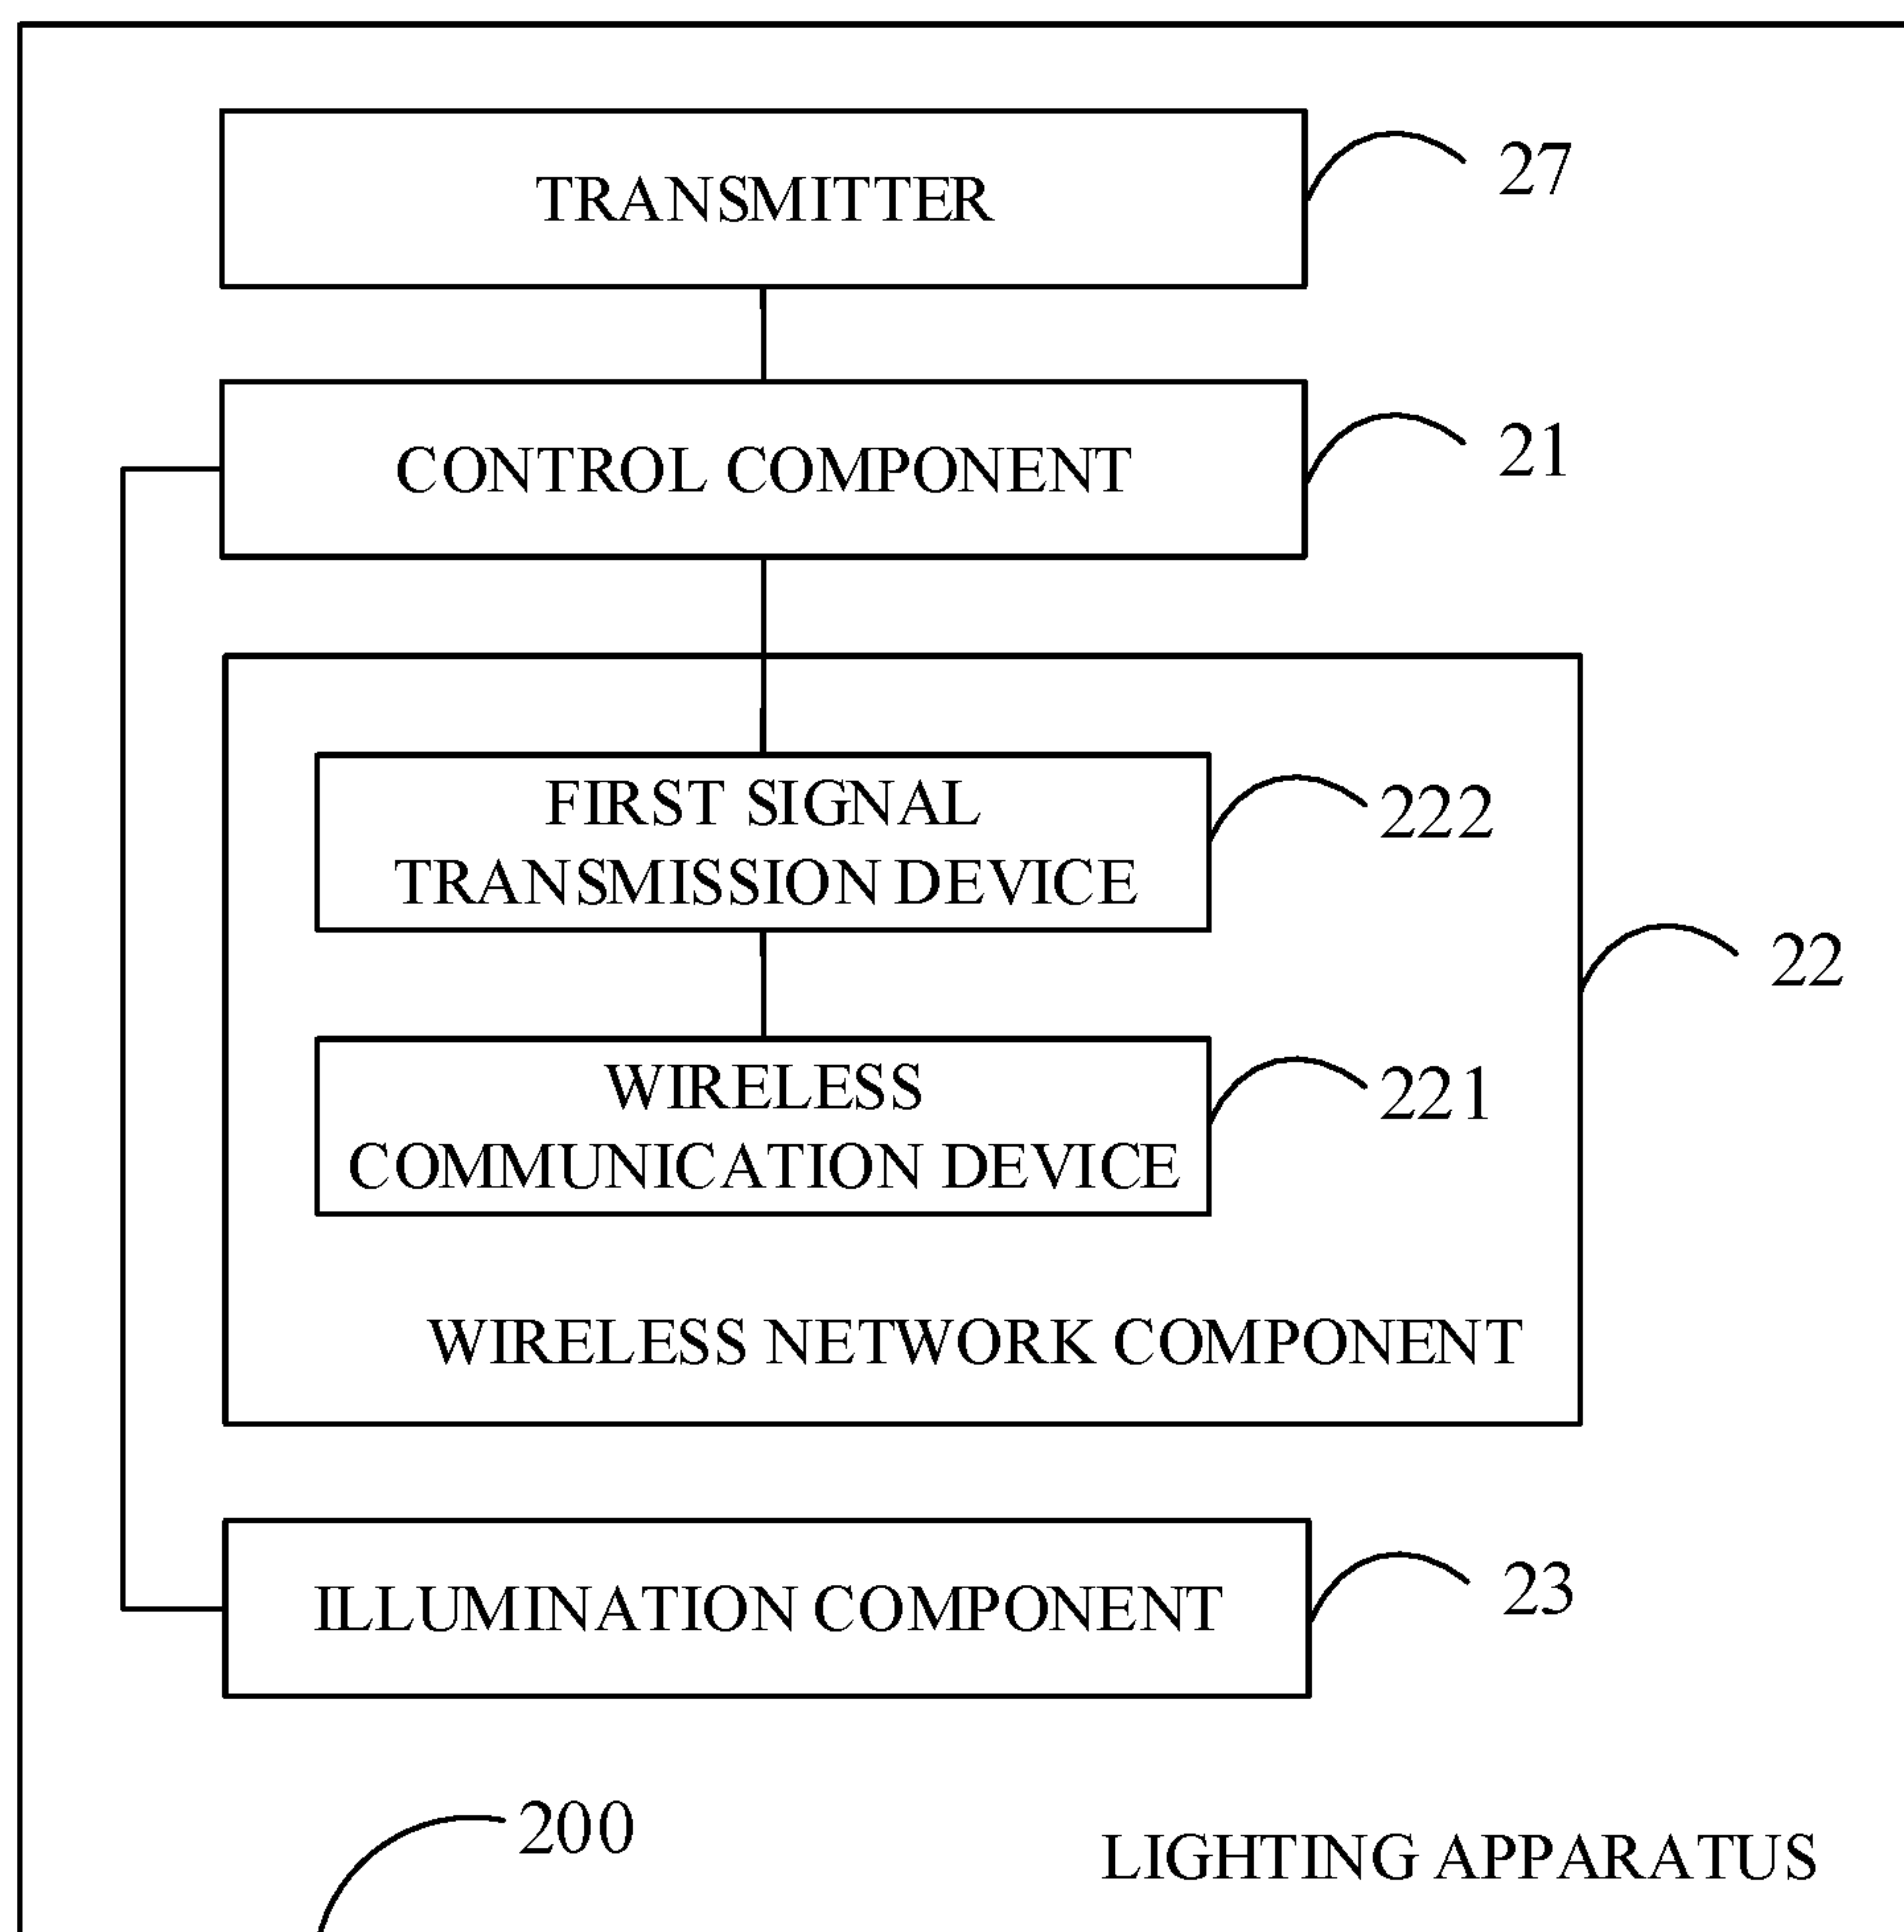 TRANSMITTER
27
CONTROL COMPONENT
21
FIRST SIGNAL
TRANSMISSION DEVICE
222
22
WIRELESS
COMMUNICATION DEVICE
221
WIRELESS NETWORK COMPONENT
ILLUMINATION COMPONENT
23
200
LIGHTING APPARATUS